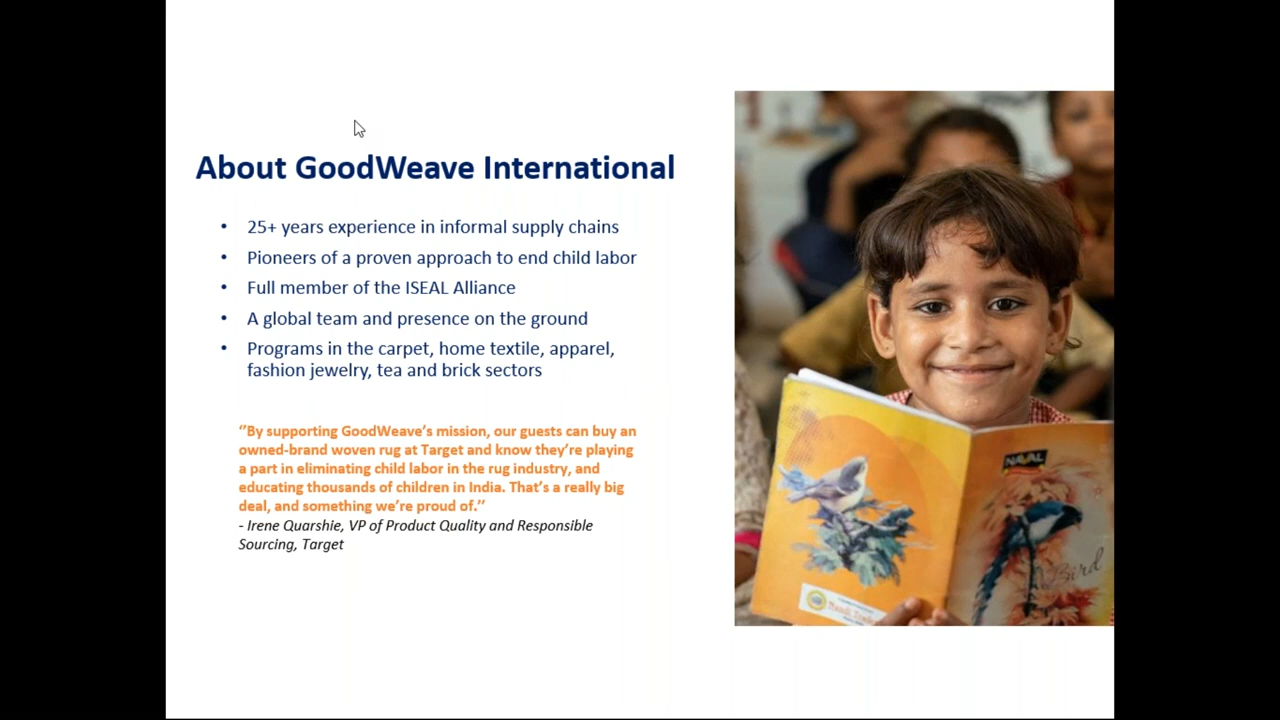 About GoodWeave International
• 25+ years experience in informal supply chains
• Pioneers of a proven approach to end child labor
• Full member of the ISEAL Alliance
• A global team and presence on the ground
• Programs in the carpet, home textile, apparel,
fashion jewelry, tea and brick sectors
“By supporting GoodWeave’s mission, our guests can buy an
owned-brand woven rug at Target and know they’re playing
a part in eliminating child labor in the rug industry, and
educating thousands of children in India. That’s a really big
deal, and something we’re proud of.”
- Irene Quarshie, VP of Product Quality and Responsible
Sourcing, Target
Bird